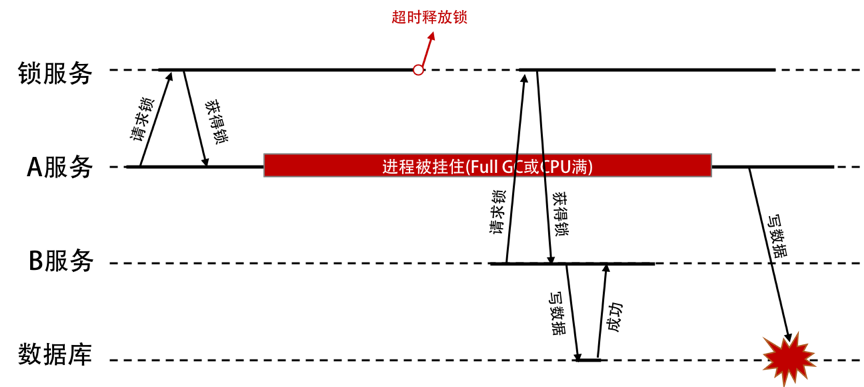 超时释放锁
锁服务
请求锁
获得锁
A服务
进程被挂住(Full GC或CPU满)
请求锁
获得锁
写数据
B服务
写数据
成功
数据库